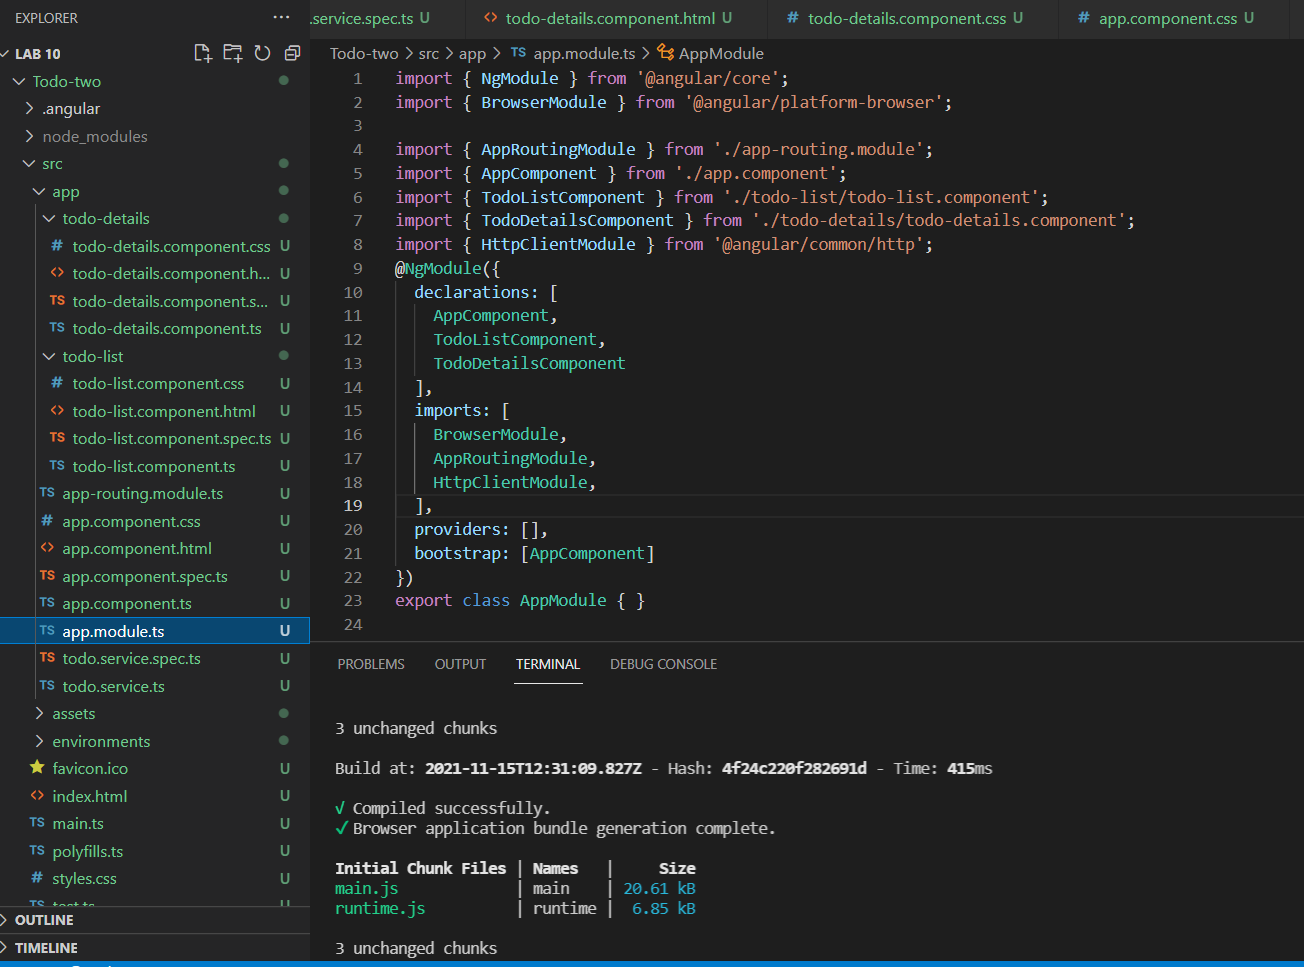 EXPLORER
LAB 10
Todo-two
.angular
node_modules
src
app
todo-details
todo-details.component.css U
todo-details.component.h... U
todo-details.component.s... U
todo-details.component.ts U
todo-list
todo-list.component.css U
todo-list.component.html U
todo-list.component.spec.ts U
todo-list.component.ts U
app-routing.module.ts U
app.component.css U
app.component.html U
app.component.spec.ts U
app.component.ts U
app.module.ts U
todo.service.spec.ts U
todo.service.ts U
assets
environments
favicon.ico U
index.html U
main.ts U
polyfills.ts U
styles.css U
test.ts U
OUTLINE
TIMELINE
.service.spec.ts U
todo-details.component.html U
todo-details.component.css U
app.component.css U
Todo-two > src > app > TS app.module.ts > AppModule
1 import { NgModule } from '@angular/core';
2 import { BrowserModule } from '@angular/platform-browser';
3
4 import { AppRoutingModule } from './app-routing.module';
5 import { AppComponent } from './app.component';
6 import { TodoListComponent } from './todo-list/todo-list.component';
7 import { TodoDetailsComponent } from './todo-details/todo-details.component';
8 import { HttpClientModule } from '@angular/common/http';
9 @NgModule({
10 declarations: [
11 AppComponent,
12 TodoListComponent,
13 TodoDetailsComponent
14 ],
15 imports: [
16 BrowserModule,
17 AppRoutingModule,
18 HttpClientModule,
19 ],
20 providers: [],
21 bootstrap: [AppComponent]
22 })
23 export class AppModule { }
24
PROBLEMS OUTPUT TERMINAL DEBUG CONSOLE
3 unchanged chunks
Build at: 2021-11-15T12:31:09.827Z - Hash: 4f24c220f282691d - Time: 415ms
√ Compiled successfully.
✓ Browser application bundle generation complete.
Initial Chunk Files | Names | Size
main.js | main | 20.61 kB
runtime.js | runtime | 6.85 kB
3 unchanged chunks